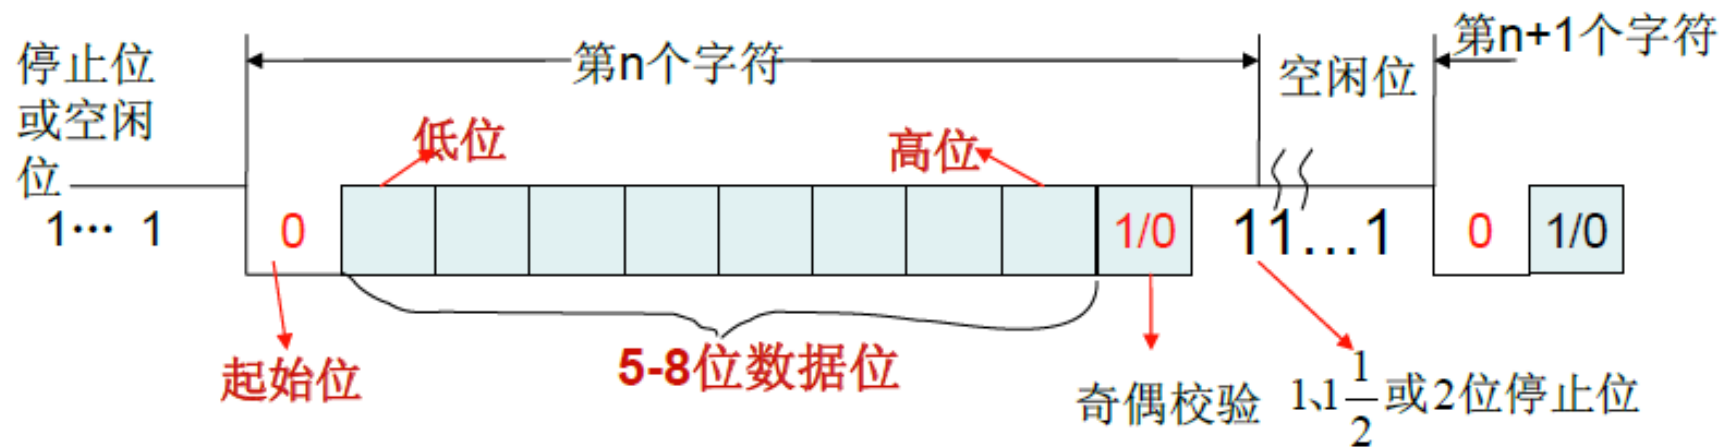 第n+1个字符
停止位
或空闲
位
第n个字符
空闲位
低位
高位
1… 1
0
1/0
11…1
0
1/0
起始位
5-8位数据位
奇偶校验
1、1 1/2 或2位停止位